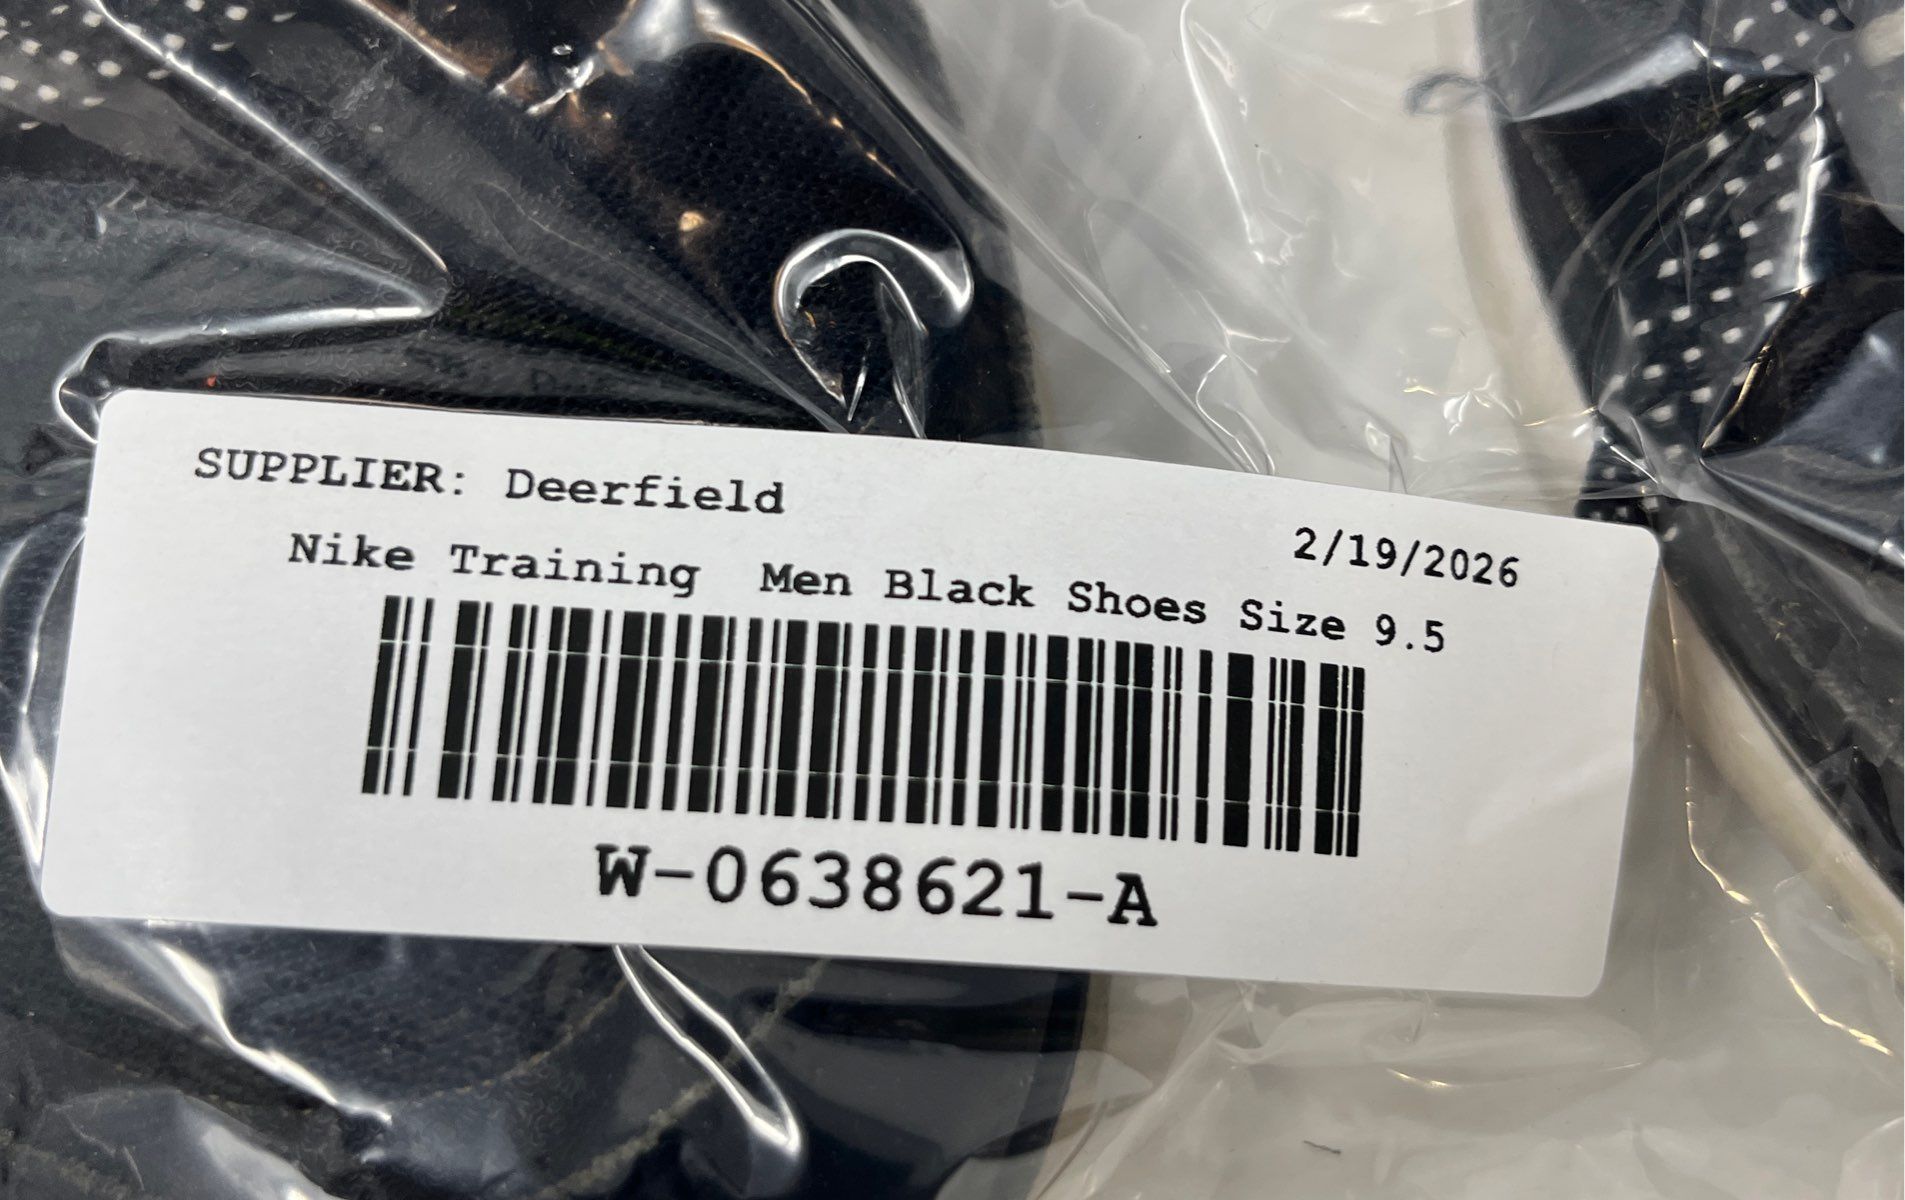 SUPPLIER: Deerfield
2/19/2026
Nike Training  Men Black Shoes Size 9.5
W-0638621-A